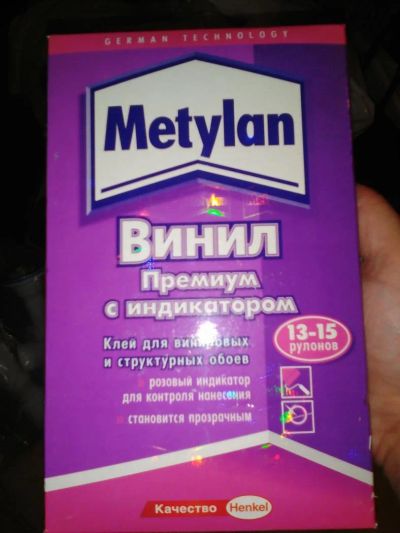 GERMAN TECHNOLOGY
Metylan
Винил
Премиум
с индикатором
Клей для виниловых
и структурных обоев
13-15
рулонов
» розовый индикатор
для контроля нанесения
» становится прозрачным
Качество Henkel